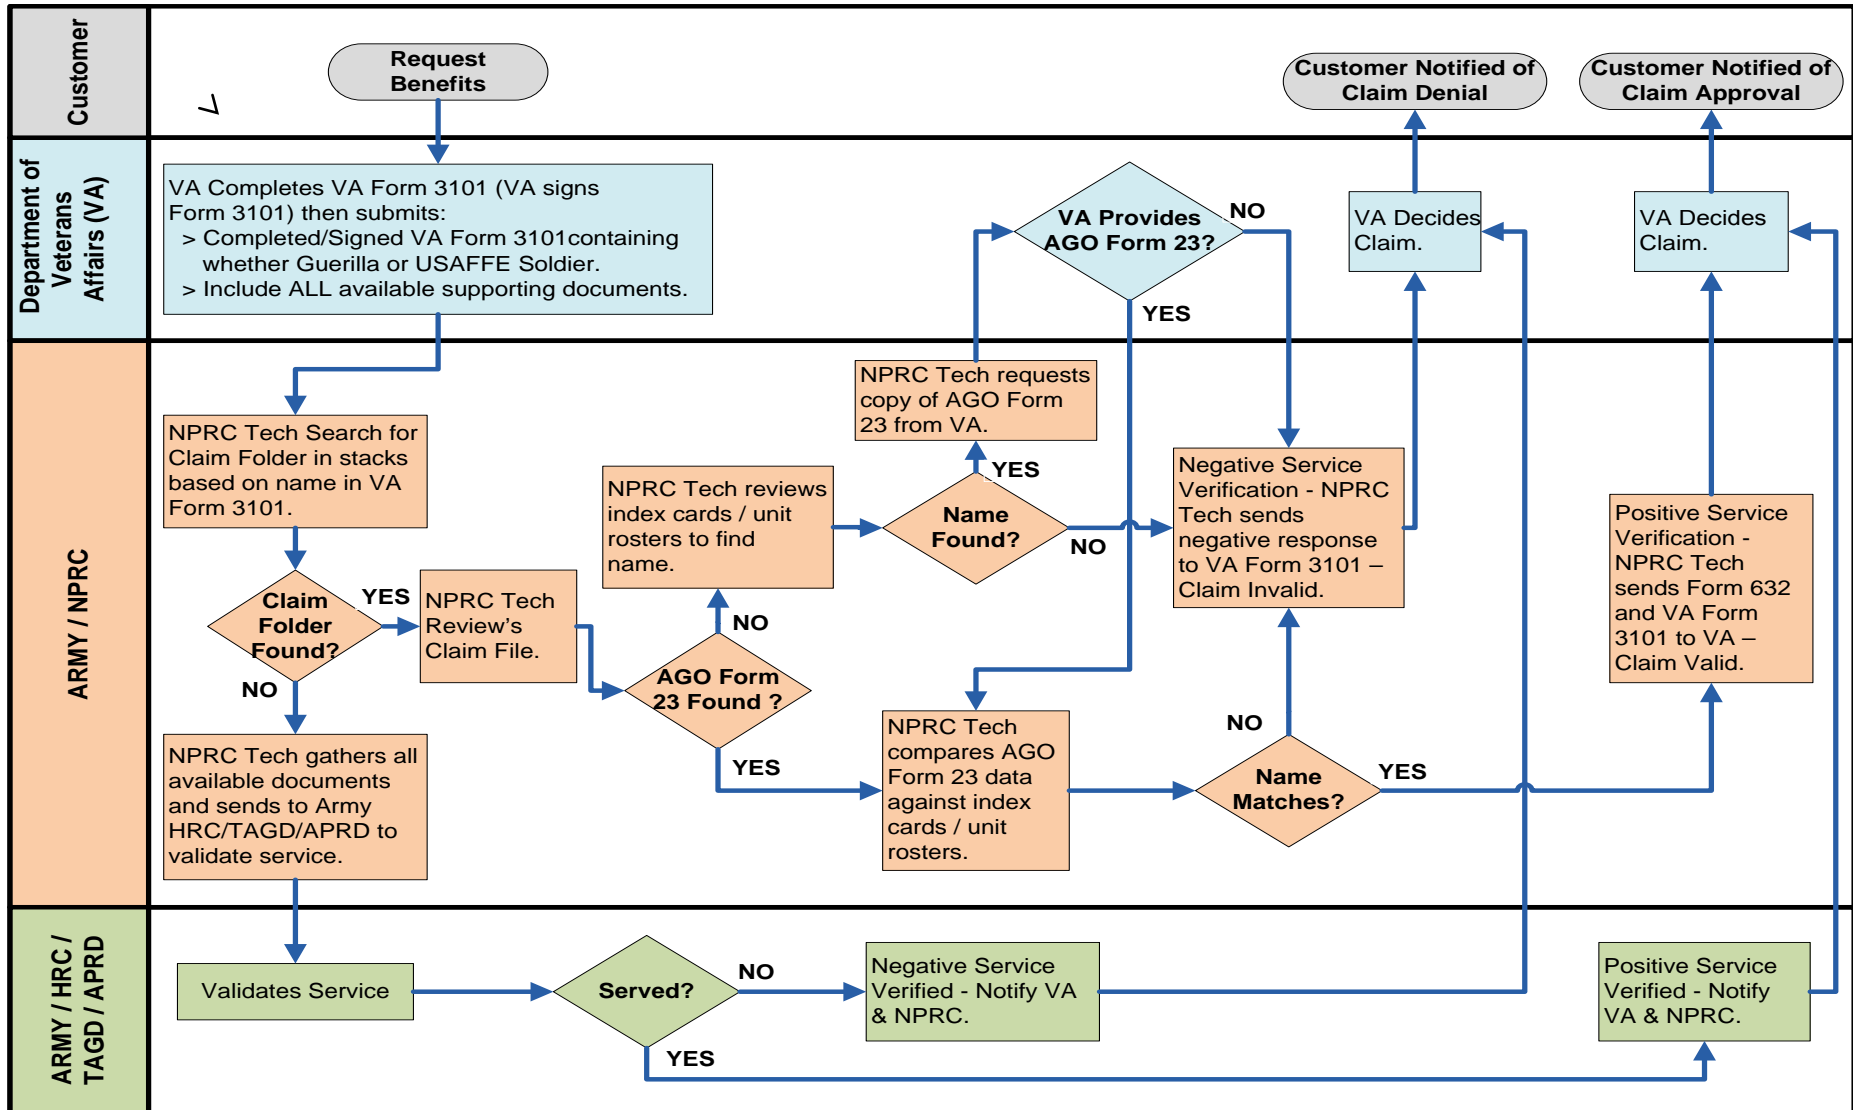 Customer
Request
Benefits
Customer Notified of
Claim Denial
Customer Notified of
Claim Approval
>
Department of
Veterans
Affairs (VA)
VA Completes VA Form 3101 (VA signs
Form 3101) then submits:
> Completed/Signed VA Form 3101containing
whether Guerilla or USAFFE Soldier.
> Include ALL available supporting documents.
VA Provides
AGO Form 23?
NO
YES
VA Decides
Claim.
VA Decides
Claim.
ARMY / NPRC
NPRC Tech Search for
Claim Folder in stacks
based on name in VA
Form 3101.
Claim
Folder
Found?
YES
NO
NPRC Tech
Review's
Claim File.
NPRC Tech gathers all
available documents
and sends to Army
HRC/TAGD/APRD to
validate service.
AGO Form
23 Found ?
NO
YES
NPRC Tech reviews
index cards / unit
rosters to find
name.
Name
Found?
YES
NO
NPRC Tech requests
copy of AGO Form
23 from VA.
NPRC Tech
compares AGO
Form 23 data
against index
cards / unit
rosters.
Name
Matches?
NO
YES
Negative Service
Verification - NPRC
Tech sends
negative response
to VA Form 3101 –
Claim Invalid.
Positive Service
Verification -
NPRC Tech
sends Form 632
and VA Form
3101 to VA –
Claim Valid.
ARMY / HRC /
TAGD / APRD
Validates Service
Served?
NO
YES
Negative Service
Verified - Notify VA
& NPRC.
Positive Service
Verified - Notify
VA & NPRC.